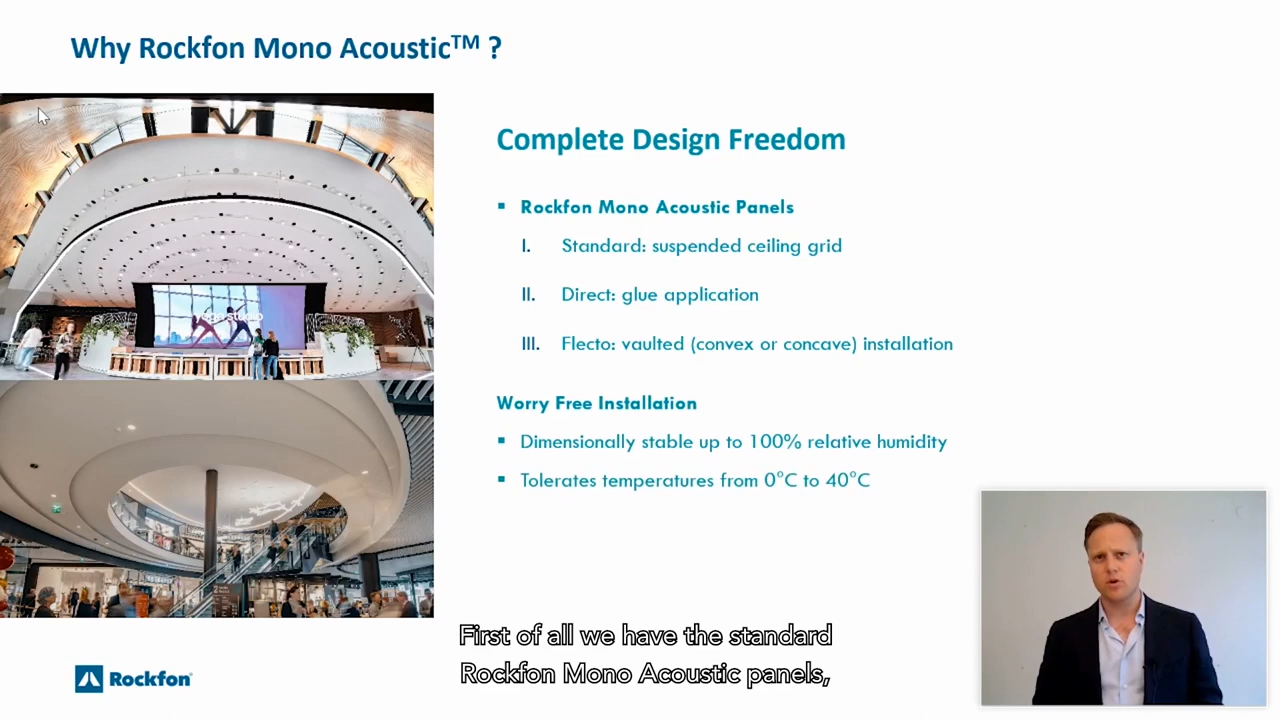 Why Rockfon Mono Acoustic™ ?
Complete Design Freedom
▪ Rockfon Mono Acoustic Panels
I. Standard: suspended ceiling grid
II. Direct: glue application
III. Flecto: vaulted (convex or concave) installation
Worry Free Installation
▪ Dimensionally stable up to 100% relative humidity
▪ Tolerates temperatures from 0°C to 40°C
yoga studio
First of all we have the standard
Rockfon Mono Acoustic panels,
Rockfon®